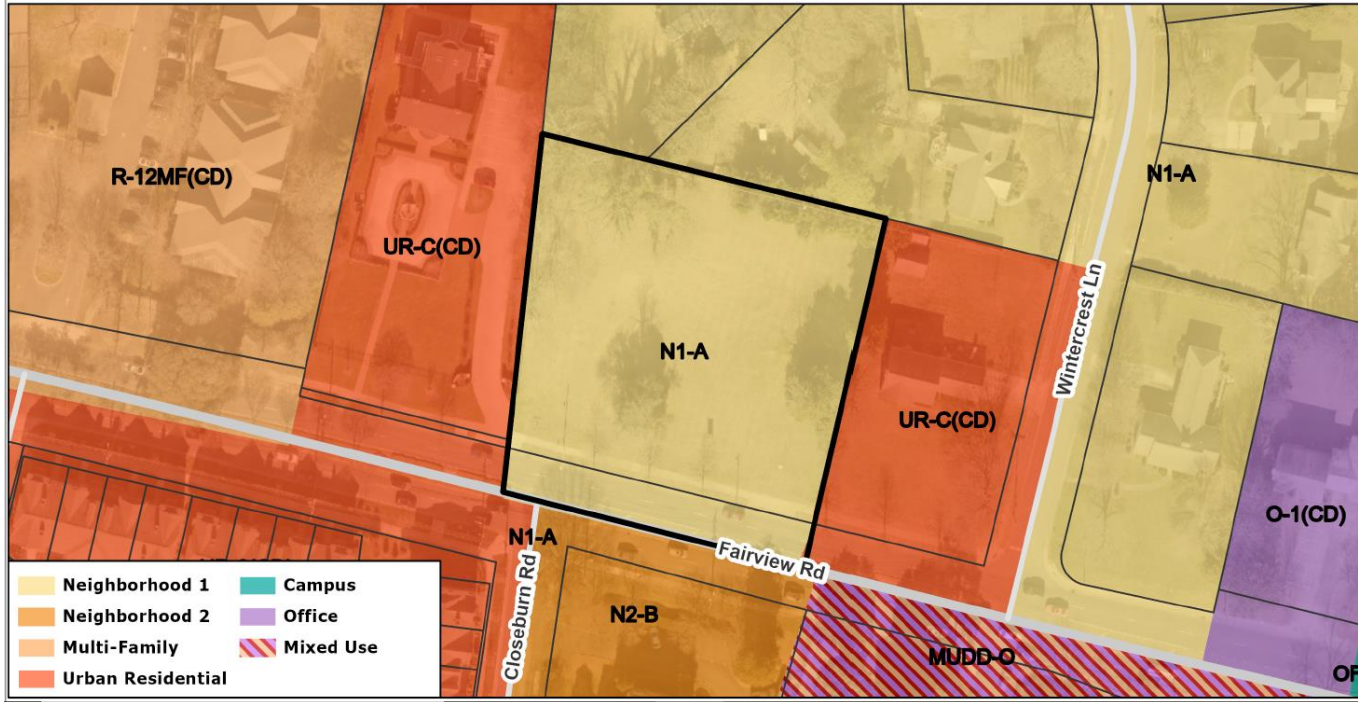 R-12MF(CD)
UR-C(CD)
N1-A
N1-A
UR-C(CD)
Wintercrest Ln
O-1(CD)
N1-A
Closeburn Rd
Fairview Rd
N2-B
MUDD-O
OF
Neighborhood 1
Neighborhood 2
Multi-Family
Urban Residential
Campus
Office
Mixed Use